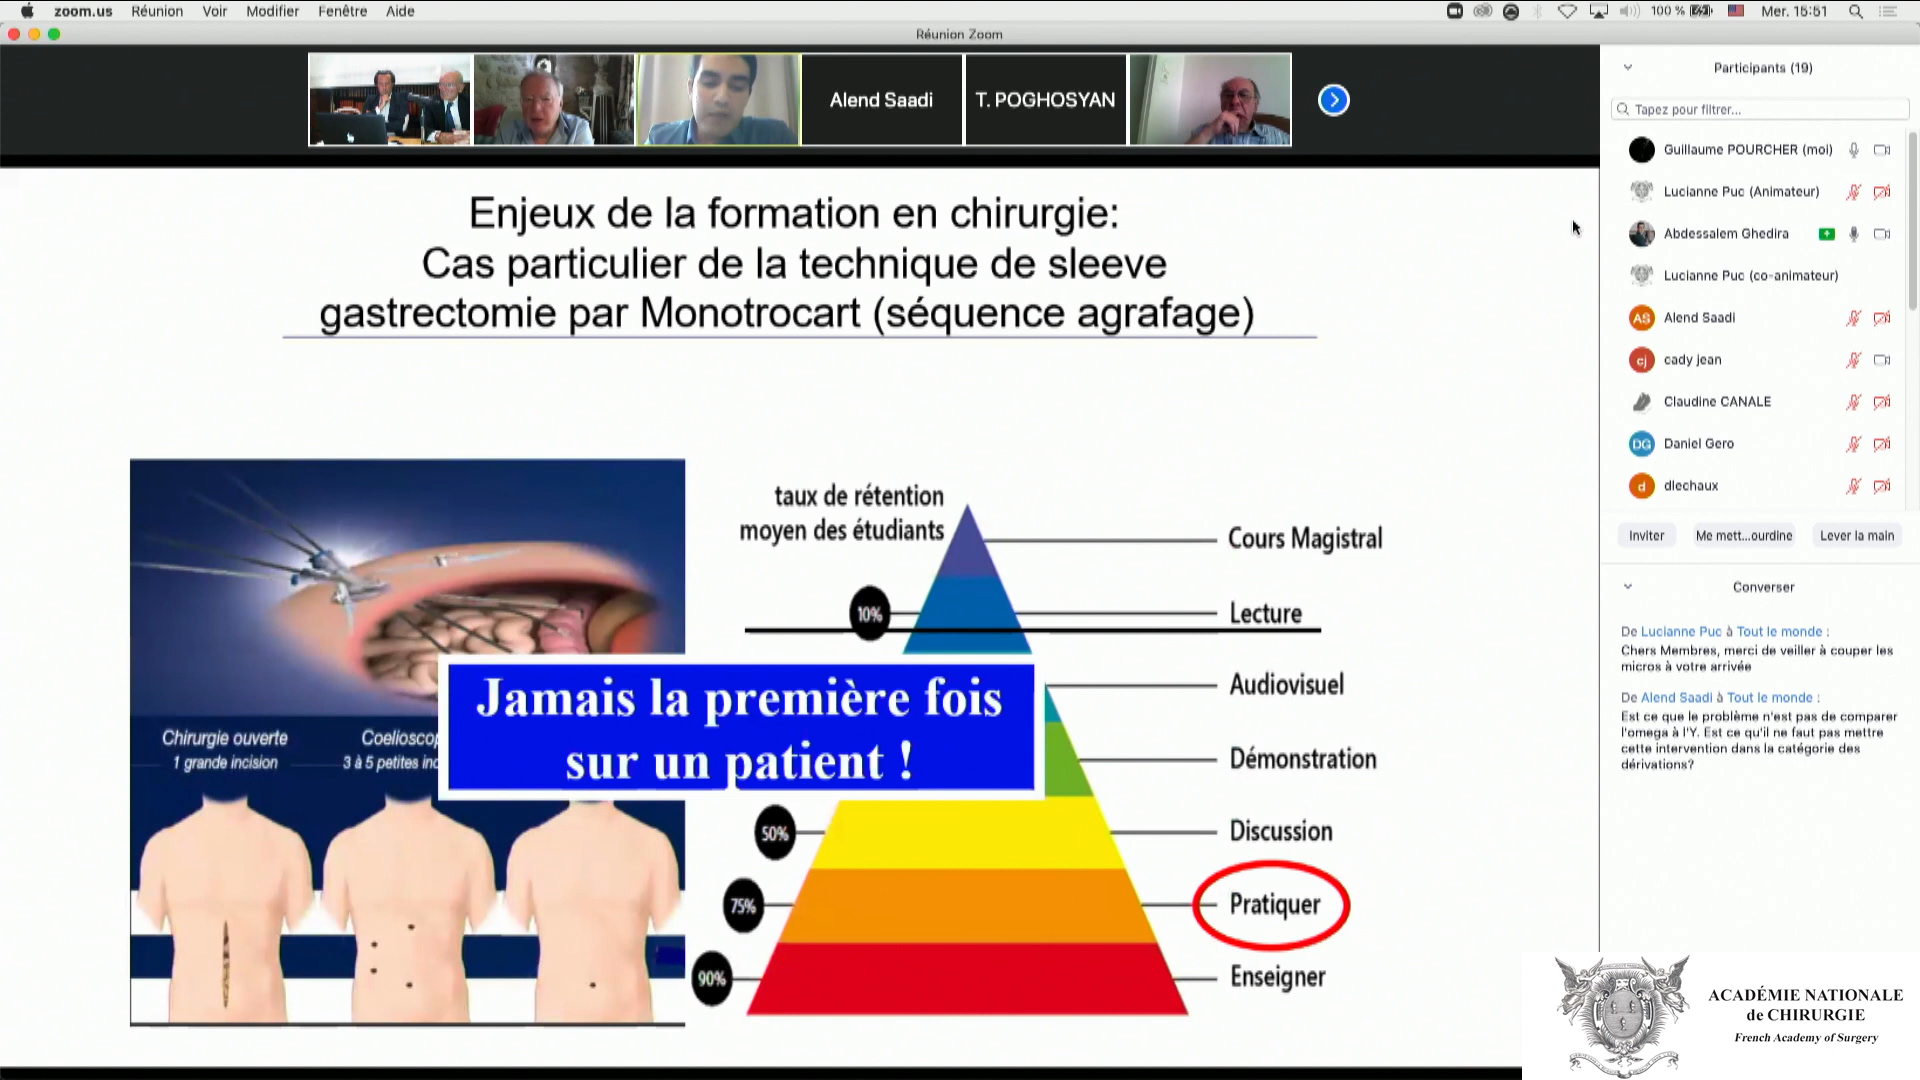 zoom.us Réunion Voir Modifier Fenêtre Aide
100 % Mer. 15:51
Réunion Zoom
Alend Saadi
T. POGHOSYAN
Enjeux de la formation en chirurgie:
Cas particulier de la technique de sleeve
gastrectomie par Monotrocart (séquence agrafage)
Chirurgie ouverte
1 grande incision
Coeliosco
3 à 5 petites inc
Jamais la première fois
sur un patient !
taux de rétention
moyen des étudiants
Cours Magistral
10%
Lecture
Audiovisuel
Démonstration
50%
Discussion
75%
Pratiquer
90%
Enseigner
Participants (19)
Tapez pour filtrer...
Guillaume POURCHER (moi)
Lucianne Puc (Animateur)
Abdessalem Ghedira
Lucianne Puc (co-animateur)
AS Alend Saadi
cj cady jean
Claudine CANALE
DG Daniel Gero
d dlechaux
Inviter
Me mett...ourdine
Lever la main
Converser
De Lucianne Puc à Tout le monde :
Chers Membres, merci de veiller à couper les
micros à votre arrivée
De Alend Saadi à Tout le monde :
Est ce que le problème n'est pas de comparer
l'omega à l'Y. Est ce qu'il ne faut pas mettre
cette intervention dans la catégorie des
dérivations?
ACADÉMIE NATIONALE
de CHIRURGIE
French Academy of Surgery